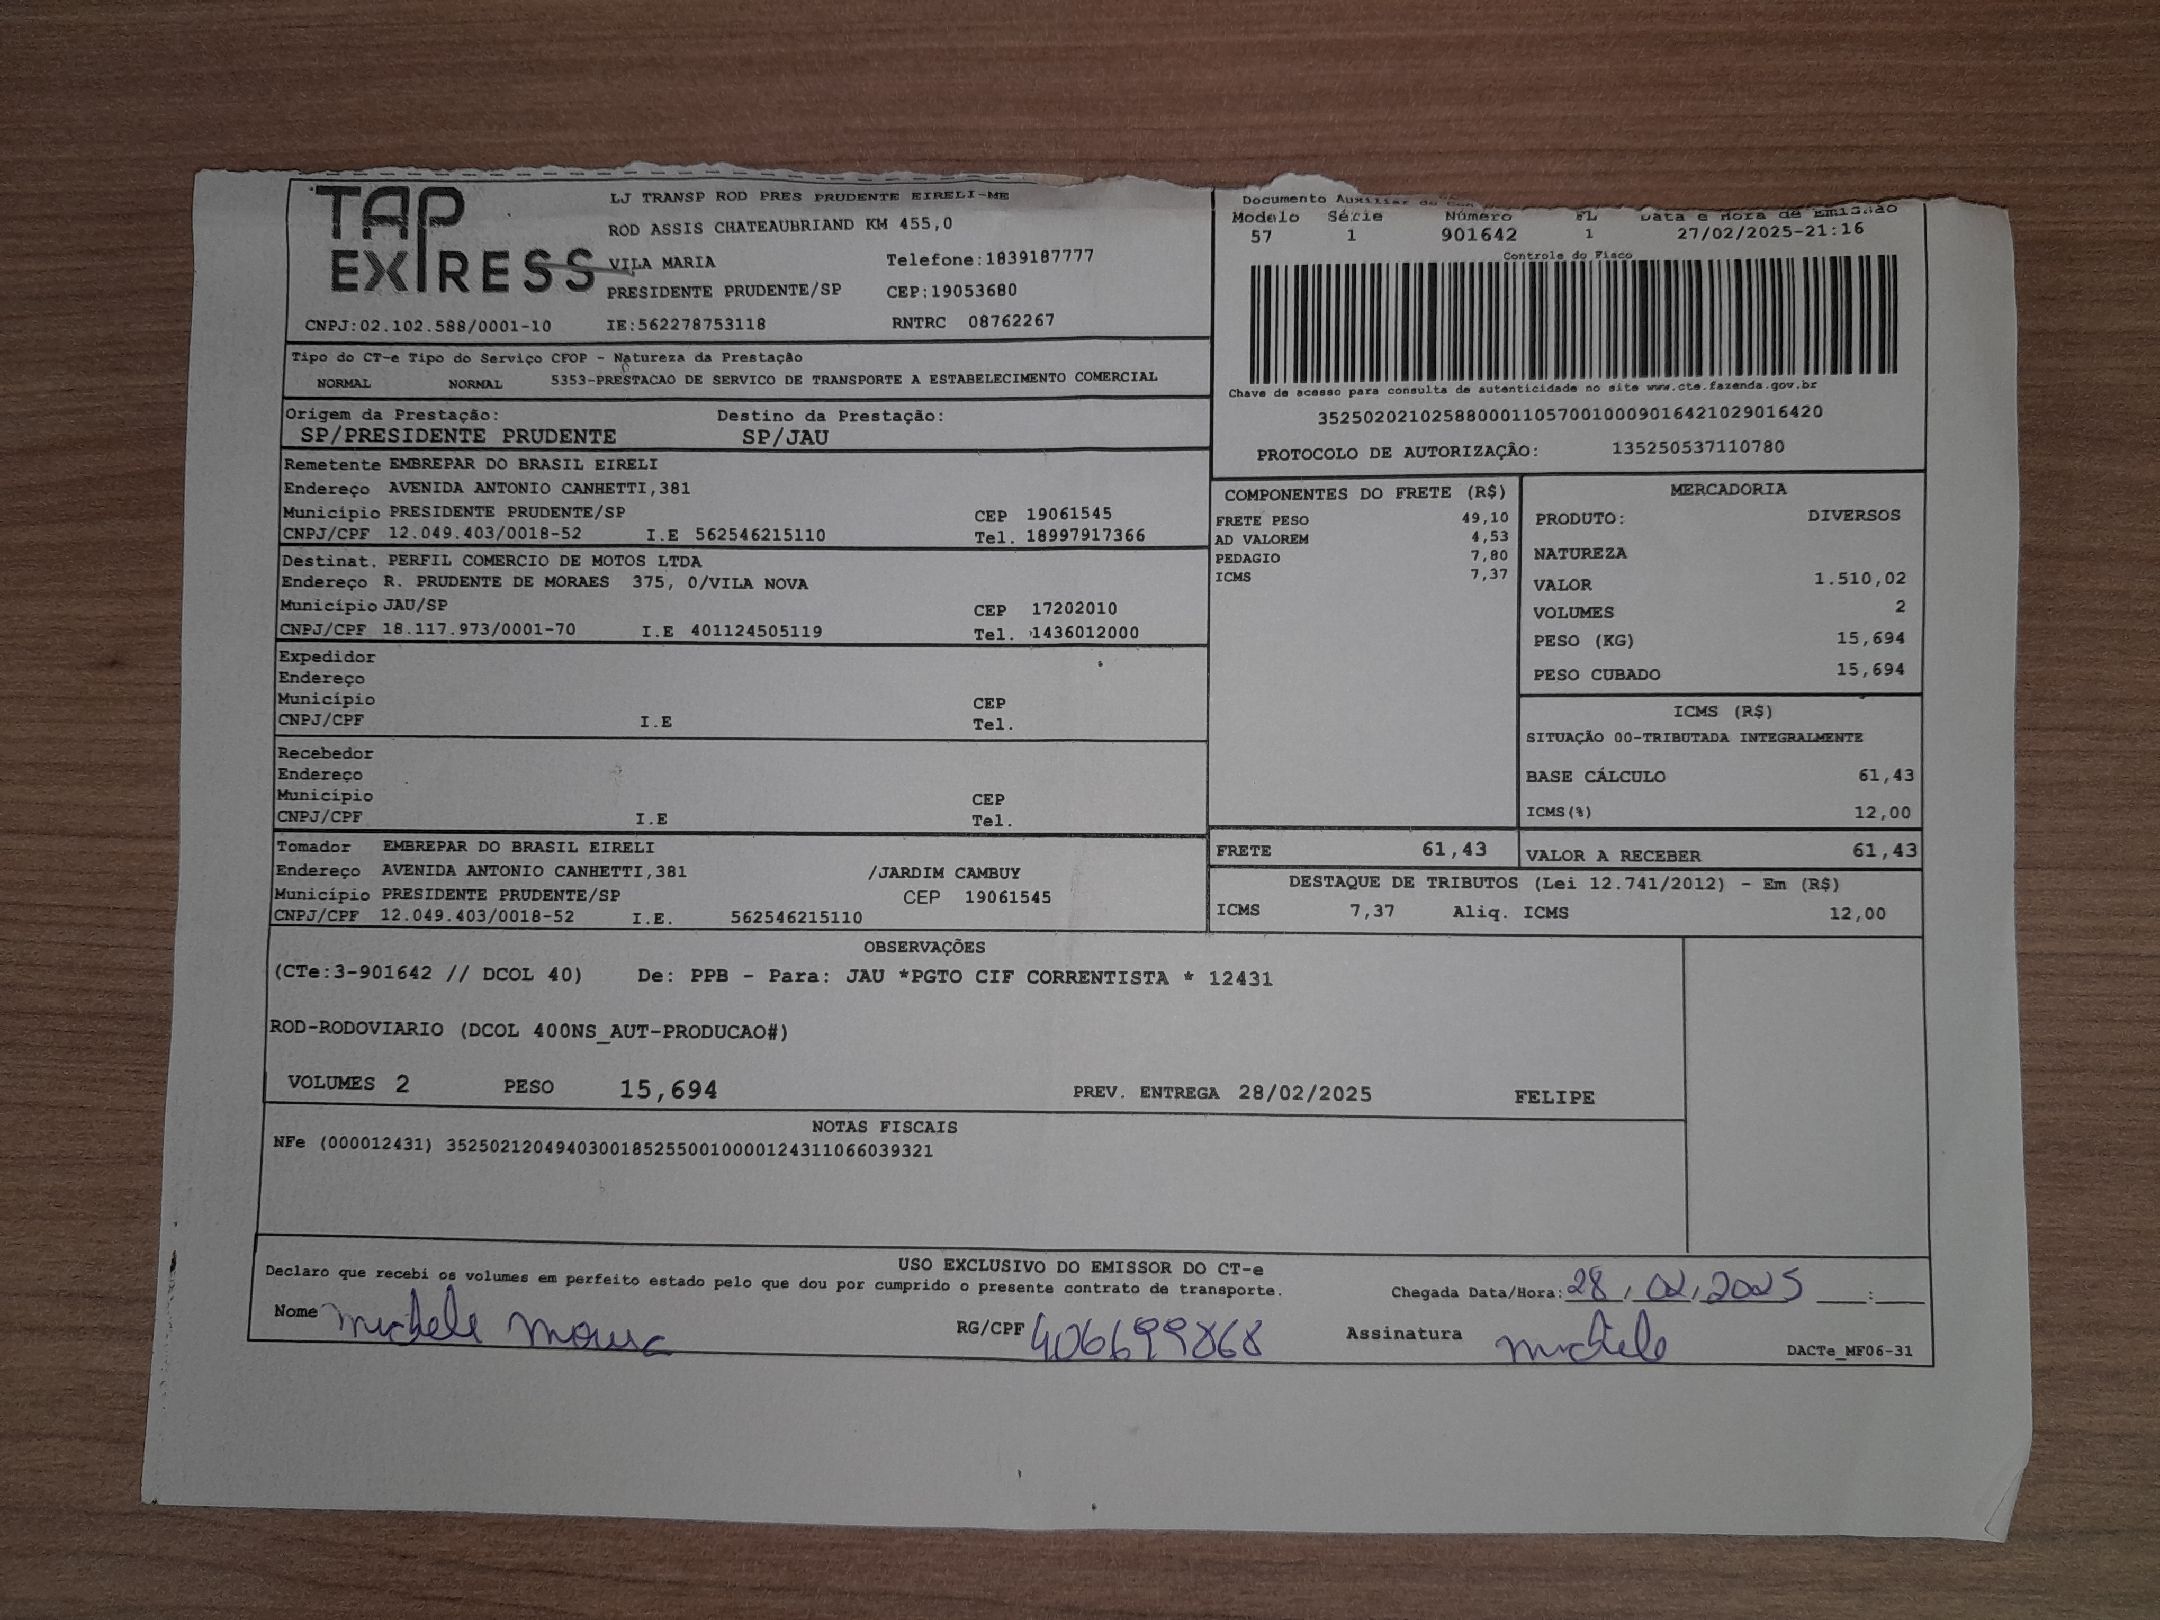 TAP
EXPRESS
LJ TRANSP ROD PRES PRUDENTE EIRELI-ME
ROD ASSIS CHATEAUBRIAND KM 455,0
VILA MARIA Telefone:1839187777
PRESIDENTE PRUDENTE/SP CEP:19053680
CNPJ:02.102.588/0001-10 IE:562278753118 RNTRC 08762267
Documento Auxiliar do
Modelo Série Número FL Data e Hora de Emissão
57 1 901642 1 27/02/2025-21:16
Controle do Fisco
Chave de acesso para consulta de autenticidade no site www.cte.fazenda.gov.br
35250202102588000110570010009016421029016420
PROTOCOLO DE AUTORIZAÇÂO: 135250537110780
Tipo do CT-e Tipo do Serviço CFOP - Natureza da Prestação
NORMAL NORMAL 5353-PRESTACAO DE SERVICO DE TRANSPORTE A ESTABELECIMENTO COMERCIAL
Origem da Prestação: Destino da Prestação:
SP/PRESIDENTE PRUDENTE SP/JAU
Remetente EMBREPAR DO BRASIL EIRELI
Endereço AVENIDA ANTONIO CANHETTI,381
Município PRESIDENTE PRUDENTE/SP CEP 19061545
CNPJ/CPF 12.049.403/0018-52 I.E 562546215110 Tel. 18997917366
Destinat. PERFIL COMERCIO DE MOTOS LTDA
Endereço R. PRUDENTE DE MORAES 375, 0/VILA NOVA
Município JAU/SP CEP 17202010
CNPJ/CPF 18.117.973/0001-70 I.E 401124505119 Tel. 1436012000
Expedidor
Endereço
Município CEP
CNPJ/CPF I.E Tel.
Recebedor
Endereço
Município CEP
CNPJ/CPF I.E Tel.
Tomador EMBREPAR DO BRASIL EIRELI
Endereço AVENIDA ANTONIO CANHETTI,381 /JARDIM CAMBUY
Município PRESIDENTE PRUDENTE/SP CEP 19061545
CNPJ/CPF 12.049.403/0018-52 I.E. 562546215110
COMPONENTES DO FRETE (R$)
FRETE PESO 49,10
AD VALOREM 4,53
PEDAGIO 7,80
ICMS 7,37
MERCADORIA
PRODUTO: DIVERSOS
NATUREZA
VALOR 1.510,02
VOLUMES 2
PESO (KG) 15,694
PESO CUBADO 15,694
ICMS (R$)
SITUAÇÃO 00-TRIBUTADA INTEGRALMENTE
BASE CÁLCULO 61,43
ICMS(%) 12,00
FRETE 61,43 VALOR A RECEBER 61,43
DESTAQUE DE TRIBUTOS (Lei 12.741/2012) - Em (R$)
ICMS 7,37 Aliq. ICMS 12,00
OBSERVAÇÕES
(CTe:3-901642 // DCOL 40) De: PPB - Para: JAU *PGTO CIF CORRENTISTA * 12431
ROD-RODOVIARIO (DCOL 400NS_AUT-PRODUCAO#)
VOLUMES 2 PESO 15,694 PREV. ENTREGA 28/02/2025 FELIPE
NOTAS FISCAIS
NFe (000012431) 35250212049403001852550010000124311066039321
USO EXCLUSIVO DO EMISSOR DO CT-e
Declaro que recebi os volumes em perfeito estado pelo que dou por cumprido o presente contrato de transporte.
Chegada Data/Hora: 28/02/2025 ___:___
Nome Michele Moura RG/CPF 406699868 Assinatura Michele
DACTe_MF06-31